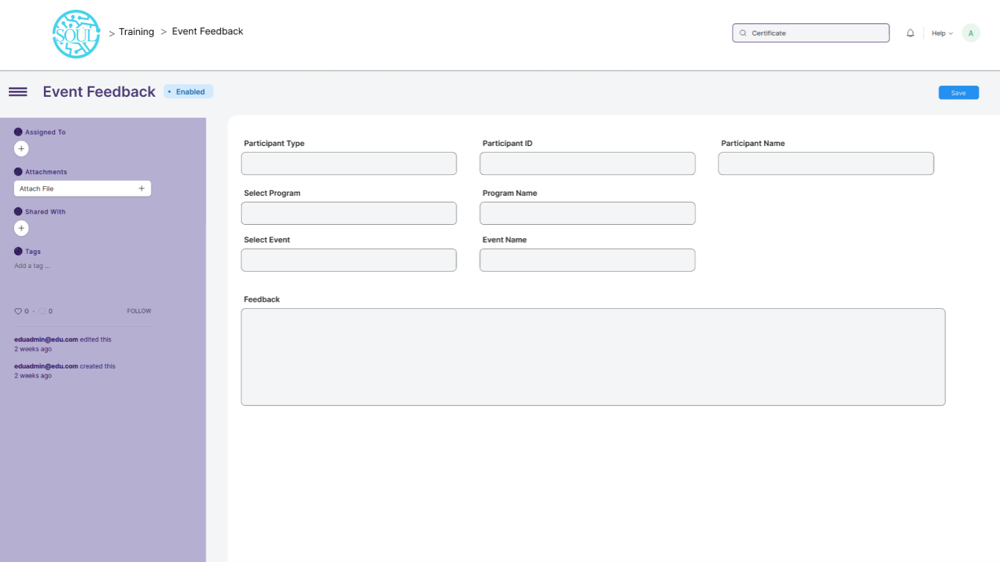 SOUL
> Training > Event Feedback
Certificate
Help
A
Event Feedback
• Enabled
Save
Assigned To
+
Attachments
Attach File +
Shared With
+
Tags
Add a tag ...
0 · 0
FOLLOW
eduadmin@edu.com edited this
2 weeks ago
eduadmin@edu.com created this
2 weeks ago
Participant Type
Participant ID
Participant Name
Select Program
Program Name
Select Event
Event Name
Feedback